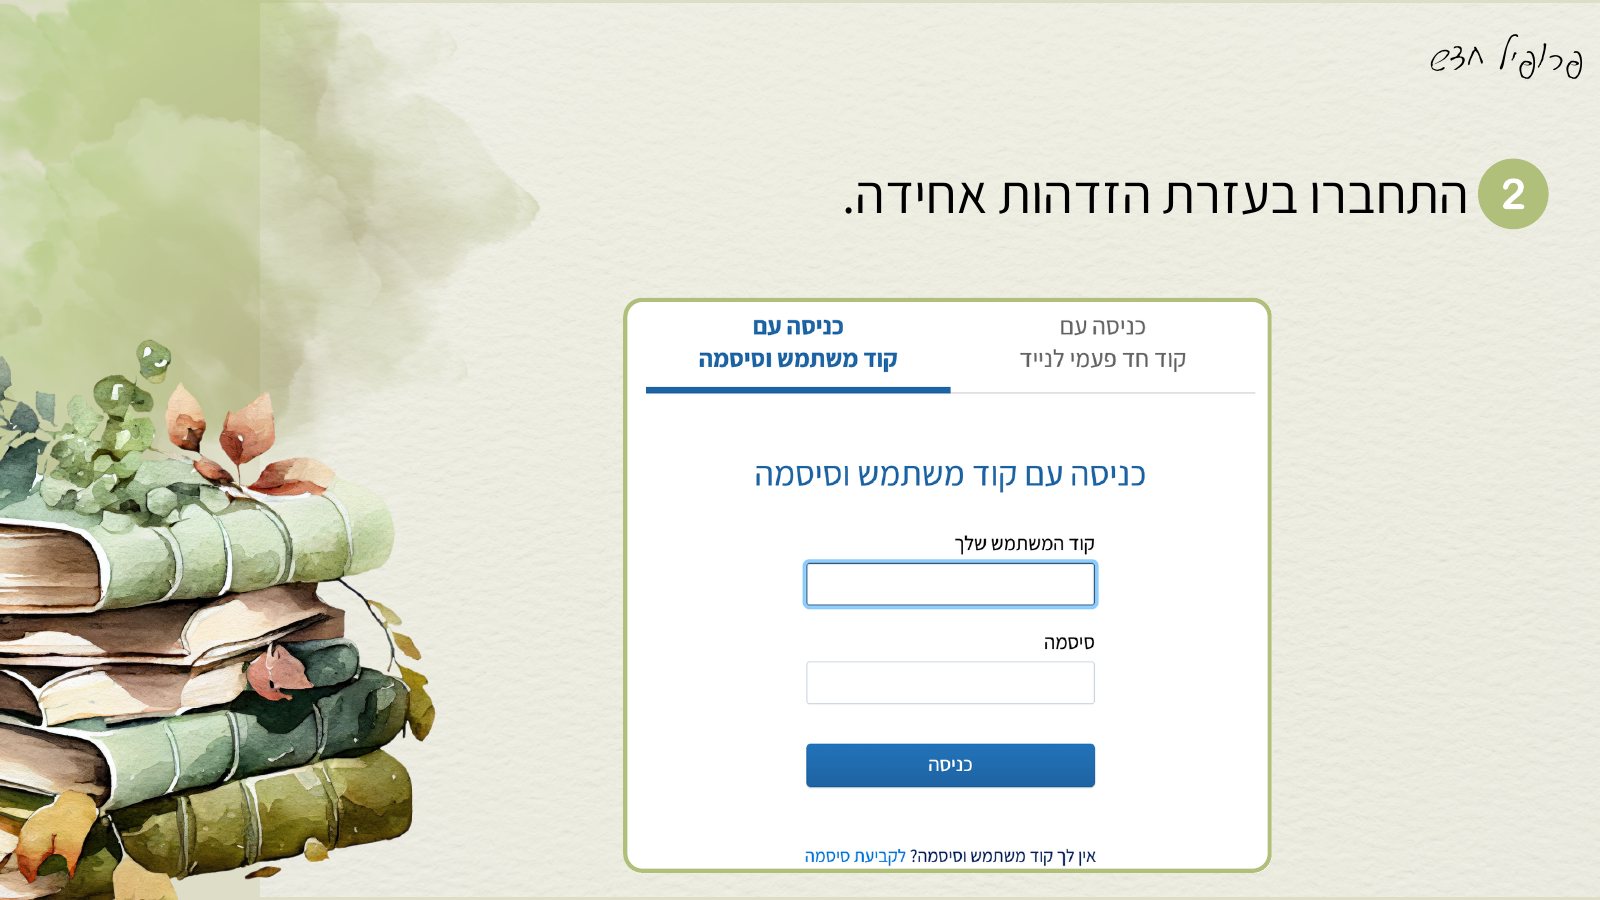 פרופיל חדש
2 התחברו בעזרת הזדהות אחידה.
כניסה עם
קוד חד פעמי לנייד
כניסה עם
קוד משתמש וסיסמה
כניסה עם קוד משתמש וסיסמה
קוד המשתמש שלך
סיסמה
כניסה
אין לך קוד משתמש וסיסמה? לקביעת סיסמה